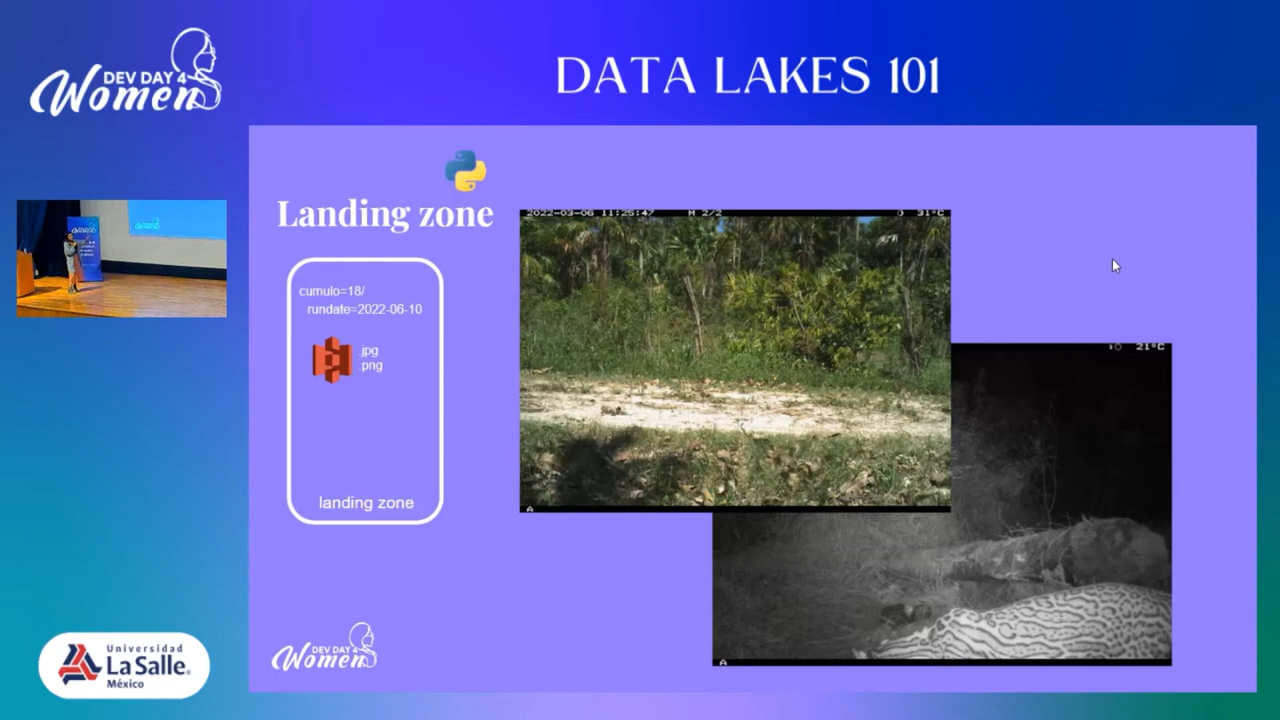 DEV DAY 4
Women
DATA LAKES 101
Landing zone
cumulo=18/
rundate=2022-06-10
.jpg
.png
landing zone
2022-03-06 11:25:47 M 2/2 31°C
21°C
DEV DAY 4
Women
Universidad
La Salle
México